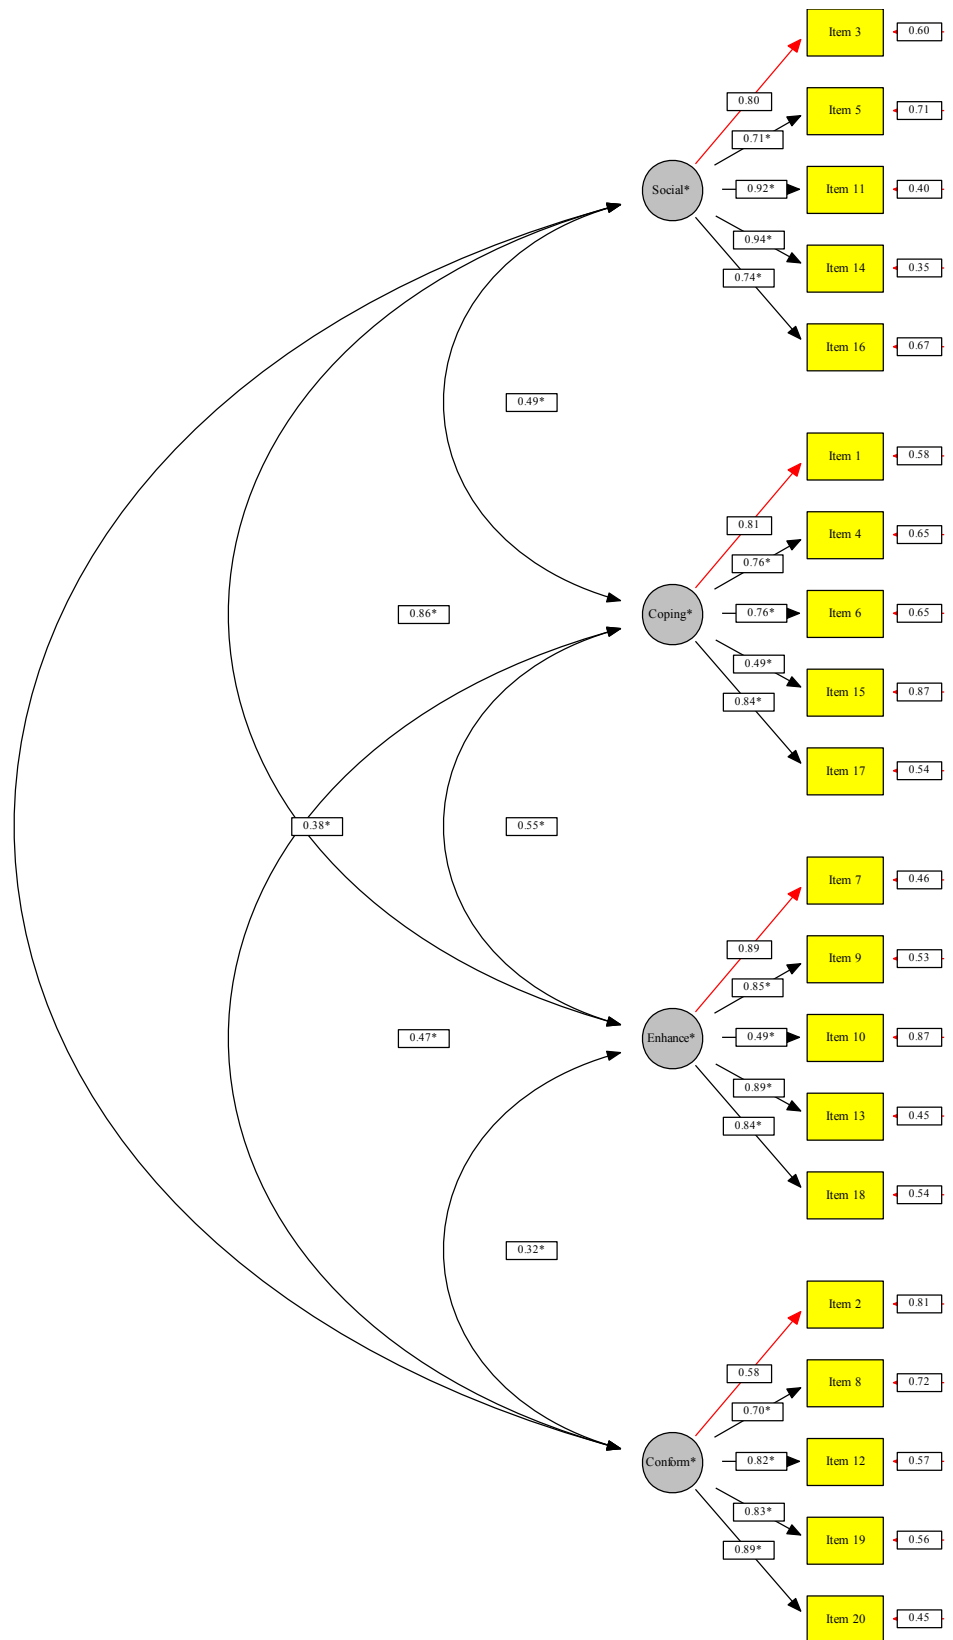 Item 3
0.60
0.80
Item 5
0.71
0.71*
Social*
0.92*
Item 11
0.40
0.94*
Item 14
0.35
0.74*
Item 16
0.67
0.49*
Item 1
0.58
0.81
Item 4
0.65
0.76*
0.86*
Coping*
0.76*
Item 6
0.65
0.49*
Item 15
0.87
0.84*
Item 17
0.54
0.38*
0.55*
Item 7
0.46
0.89
Item 9
0.53
0.85*
0.47*
Enhance*
0.49*
Item 10
0.87
0.89*
Item 13
0.45
0.84*
Item 18
0.54
0.32*
Item 2
0.81
0.58
Item 8
0.72
0.70*
Conform*
0.82*
Item 12
0.57
0.83*
Item 19
0.56
0.89*
Item 20
0.45